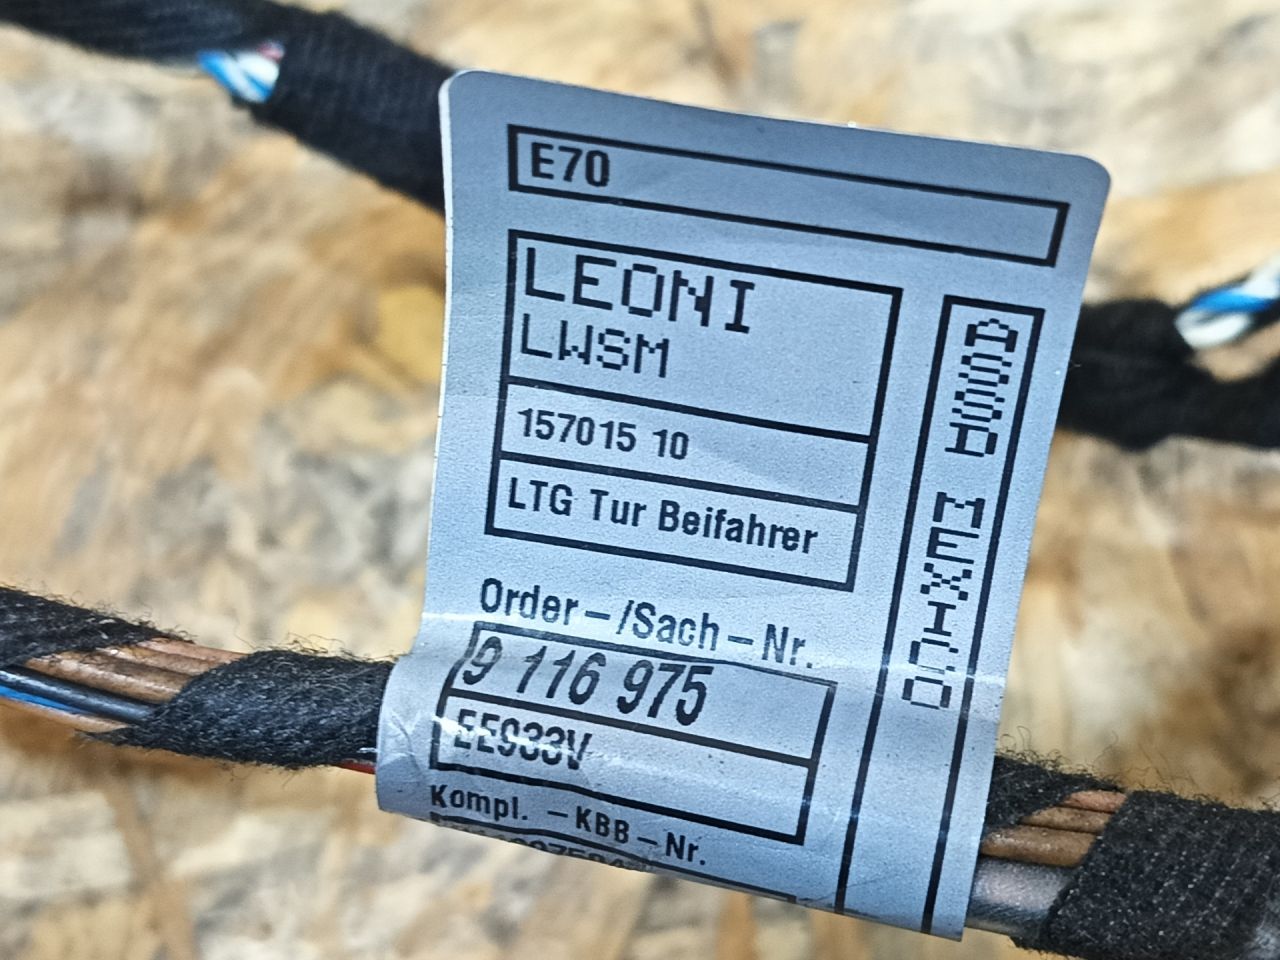 E70
LEONI
LWSM
157015 10
LTG Tur Beifahrer
Order-/Sach-Nr.
9 116 975
EE933V
Kompl. -KBB-Nr.
ASSD MEXICO